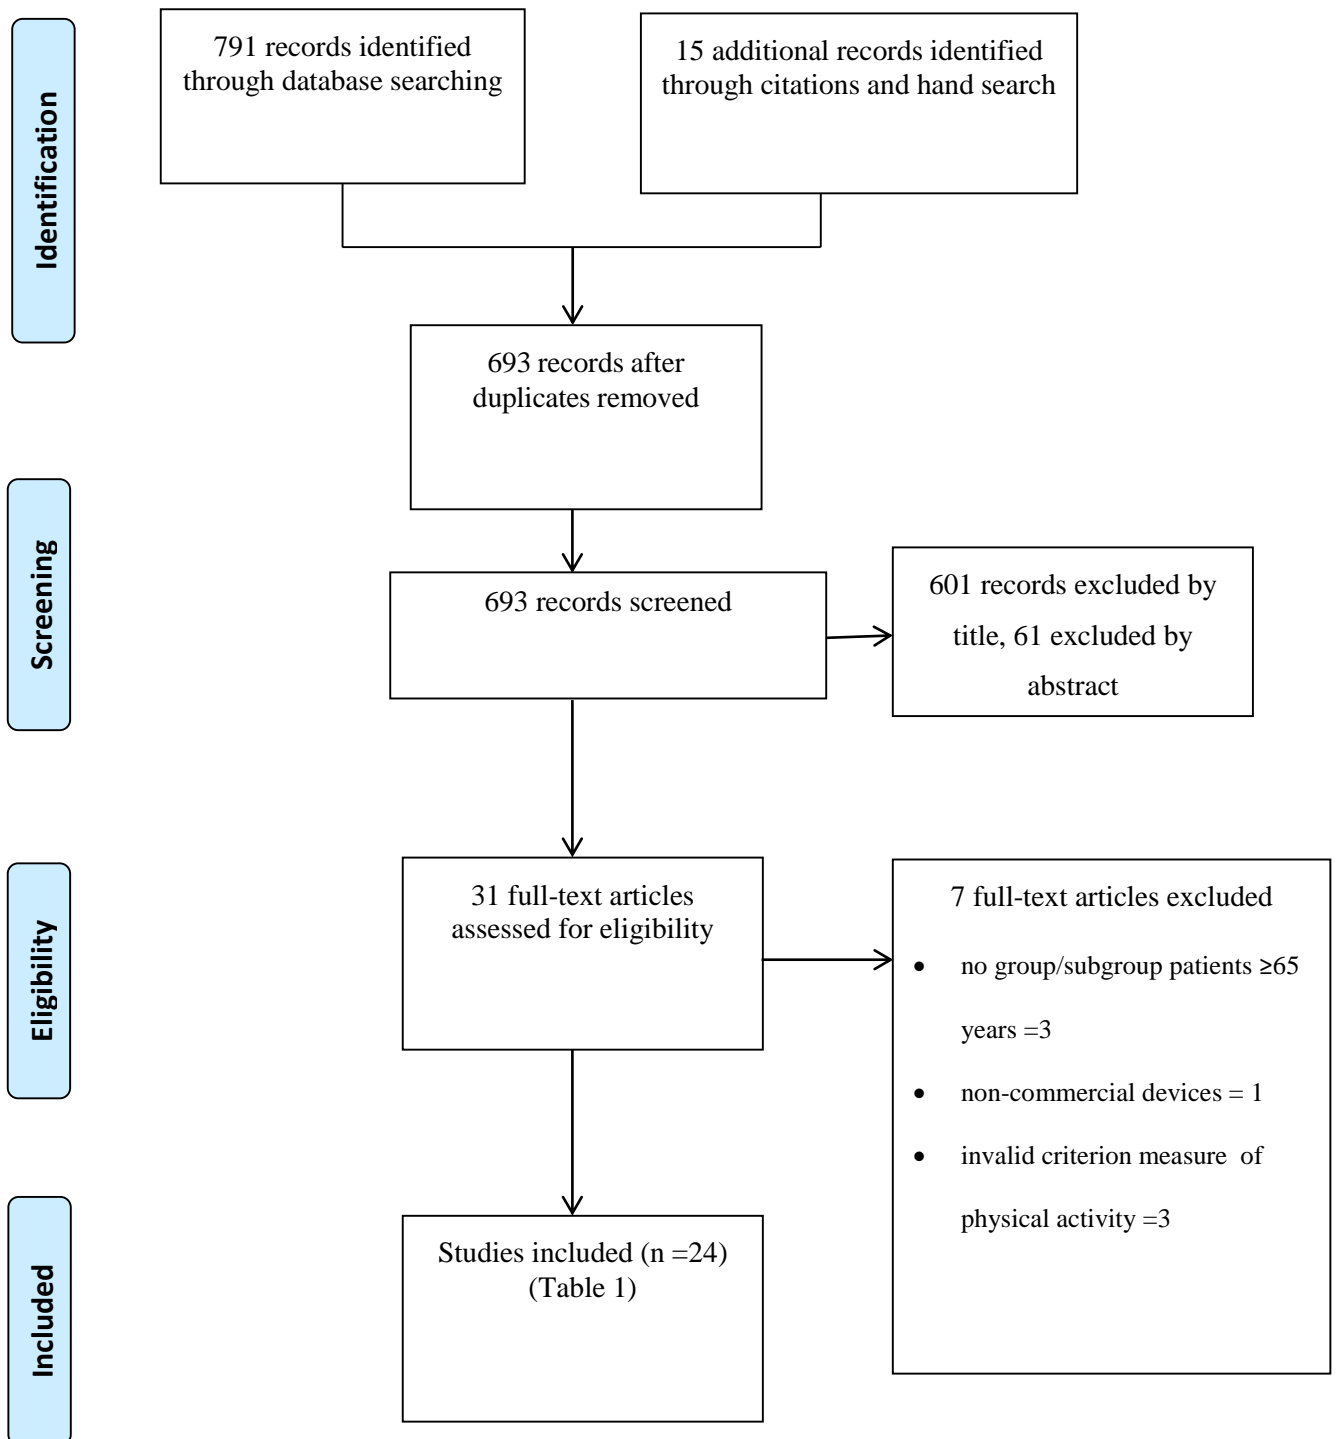 Identification
791 records identified
through database searching
15 additional records identified
through citations and hand search
693 records after
duplicates removed
Screening
693 records screened
601 records excluded by
title, 61 excluded by
abstract
Eligibility
31 full-text articles
assessed for eligibility
7 full-text articles excluded
• no group/subgroup patients ≥65
years =3
• non-commercial devices = 1
• invalid criterion measure of
physical activity =3
Included
Studies included (n =24)
(Table 1)